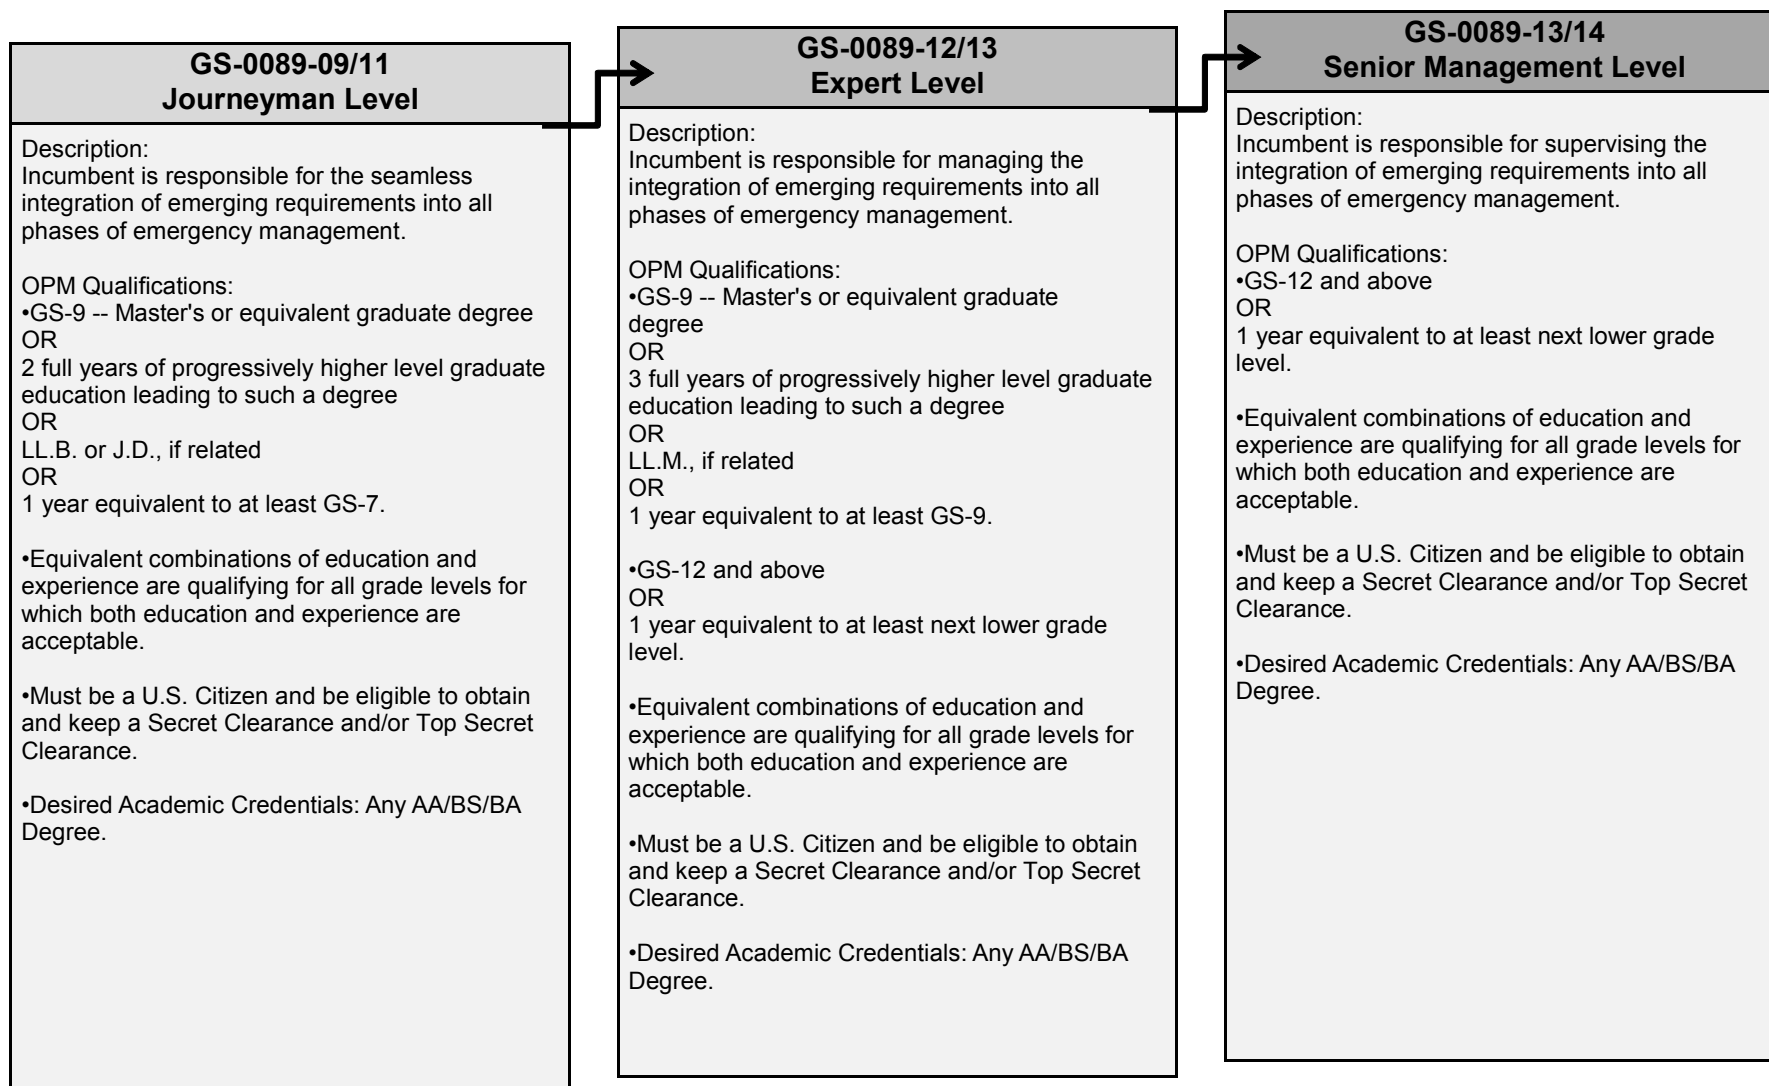 GS-0089-09/11
Journeyman Level
Description:
Incumbent is responsible for the seamless
integration of emerging requirements into all
phases of emergency management.
OPM Qualifications:
•GS-9 -- Master's or equivalent graduate degree
OR
2 full years of progressively higher level graduate
education leading to such a degree
OR
LL.B. or J.D., if related
OR
1 year equivalent to at least GS-7.
•Equivalent combinations of education and
experience are qualifying for all grade levels for
which both education and experience are
acceptable.
•Must be a U.S. Citizen and be eligible to obtain
and keep a Secret Clearance and/or Top Secret
Clearance.
•Desired Academic Credentials: Any AA/BS/BA
Degree.
GS-0089-12/13
Expert Level
Description:
Incumbent is responsible for managing the
integration of emerging requirements into all
phases of emergency management.
OPM Qualifications:
•GS-9 -- Master's or equivalent graduate
degree
OR
3 full years of progressively higher level graduate
education leading to such a degree
OR
LL.M., if related
OR
1 year equivalent to at least GS-9.
•GS-12 and above
OR
1 year equivalent to at least next lower grade
level.
•Equivalent combinations of education and
experience are qualifying for all grade levels for
which both education and experience are
acceptable.
•Must be a U.S. Citizen and be eligible to obtain
and keep a Secret Clearance and/or Top Secret
Clearance.
•Desired Academic Credentials: Any AA/BS/BA
Degree.
GS-0089-13/14
Senior Management Level
Description:
Incumbent is responsible for supervising the
integration of emerging requirements into all
phases of emergency management.
OPM Qualifications:
•GS-12 and above
OR
1 year equivalent to at least next lower grade
level.
•Equivalent combinations of education and
experience are qualifying for all grade levels for
which both education and experience are
acceptable.
•Must be a U.S. Citizen and be eligible to obtain
and keep a Secret Clearance and/or Top Secret
Clearance.
•Desired Academic Credentials: Any AA/BS/BA
Degree.